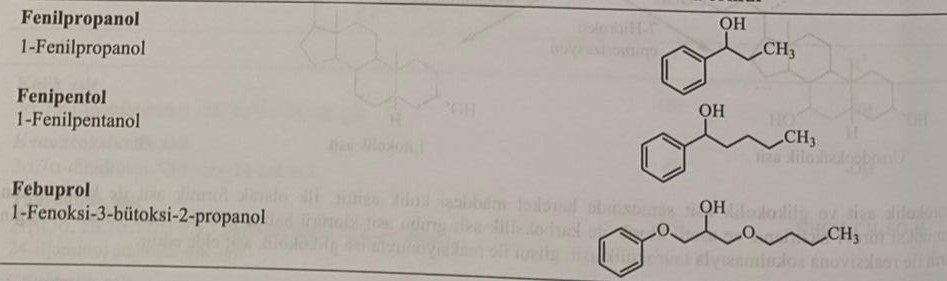 Fenilpropanol
1-Fenilpropanol
OH
CH3
Fenipentol
1-Fenilpentanol
OH
CH3
Febuprol
1-Fenoksi-3-bütoksi-2-propanol
OH
O
O
CH3